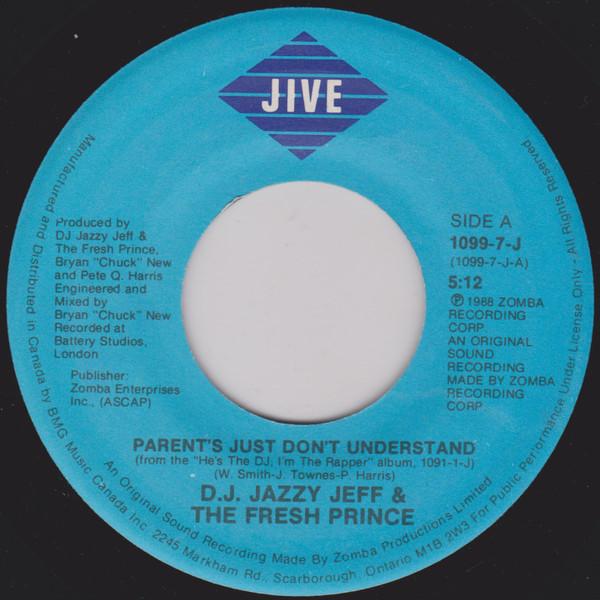 JIVE
Produced by
DJ Jazzy Jeff &
The Fresh Prince,
Bryan "Chuck" New
and Pete Q. Harris
Engineered and
Mixed by
Bryan "Chuck" New
Recorded at
Battery Studios,
London
Publisher:
Zomba Enterprises
Inc., (ASCAP)
SIDE A
1099-7-J
(1099-7-J-A)
5:12
℗ 1988 ZOMBA
RECORDING
CORP.
AN ORIGINAL
SOUND
RECORDING
MADE BY ZOMBA
RECORDING
CORP.
PARENT'S JUST DON'T UNDERSTAND
(from the "He's The DJ, I'm The Rapper" album, 1091-1-J)
(W. Smith-J. Townes-P. Harris)
D.J. JAZZY JEFF &
THE FRESH PRINCE
An Original Sound Recording Made By Zomba Productions Limited
Manufactured and Distributed in Canada by BMG Music Canada Inc. 2245 Markham Rd., Scarborough, Ontario M1B 2W3 For Public Performance Under License Only - All Rights Reserved